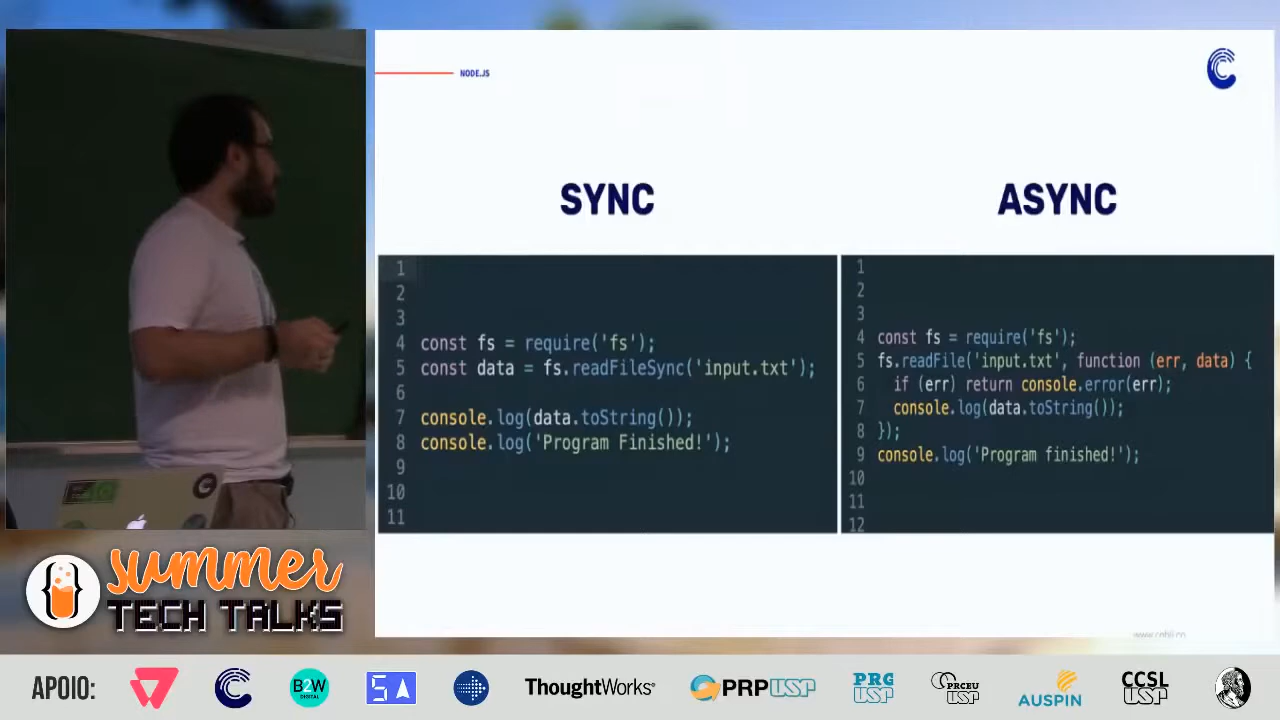 NODE.JS
SYNC
1
2
3
4 const fs = require('fs');
5 const data = fs.readFileSync('input.txt');
6
7 console.log(data.toString());
8 console.log('Program Finished!');
9
10
11
ASYNC
1
2
3
4 const fs = require('fs');
5 fs.readFile('input.txt', function (err, data) {
6 if (err) return console.error(err);
7 console.log(data.toString());
8 });
9 console.log('Program finished!');
10
11
12
summer
TECH TALKS
APOIO:
B2W
DIGITAL
ThoughtWorks®
PRPUSP
PRG
USP
PRCEU
USP
AUSPIN
CCSL
USP